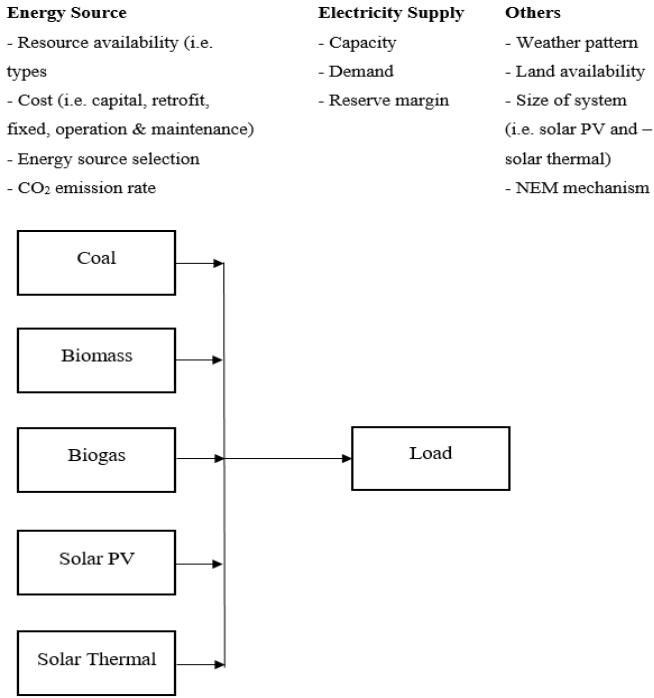 Energy Source
- Resource availability (i.e.
types
- Cost (i.e. capital, retrofit,
fixed, operation & maintenance)
- Energy source selection
- CO₂ emission rate
Electricity Supply
- Capacity
- Demand
- Reserve margin
Others
- Weather pattern
- Land availability
- Size of system
(i.e. solar PV and –
solar thermal)
- NEM mechanism
Coal
Biomass
Biogas
Load
Solar PV
Solar Thermal